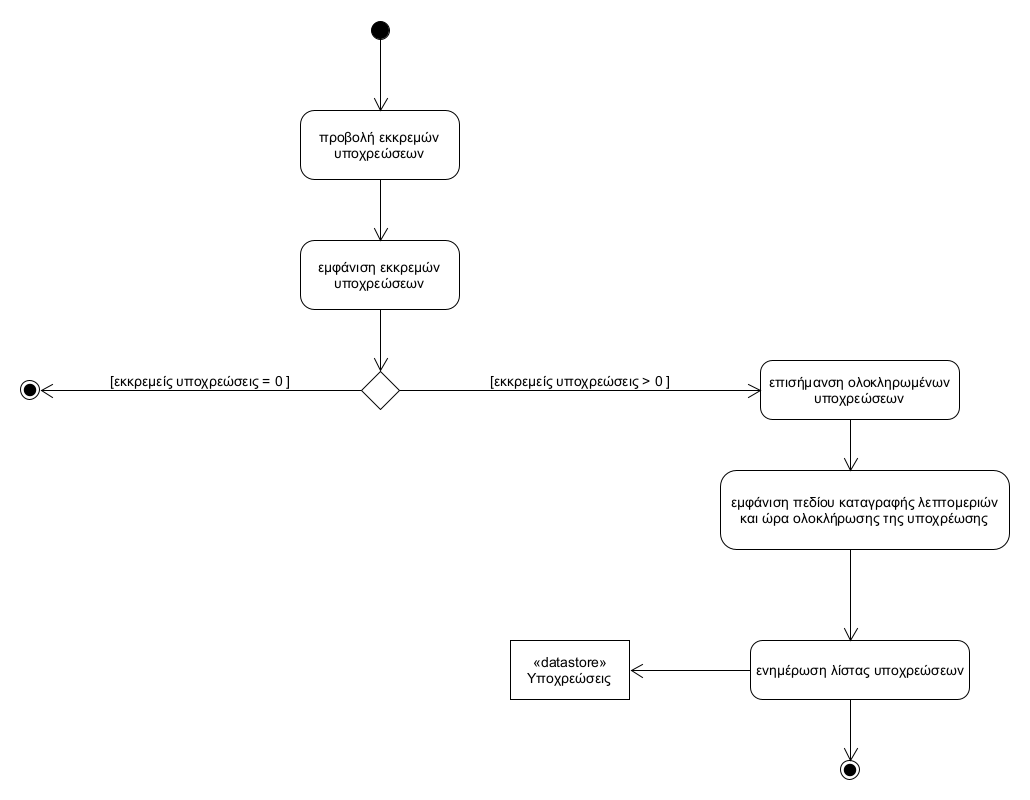 προβολή εκκρεμών
υποχρεώσεων
εμφάνιση εκκρεμών
υποχρεώσεων
[εκκρεμείς υποχρεώσεις = 0 ]
[εκκρεμείς υποχρεώσεις > 0 ]
επισήμανση ολοκληρωμένων
υποχρεώσεων
εμφάνιση πεδίου καταγραφής λεπτομεριών
και ώρα ολοκλήρωσης της υποχρέωσης
«datastore»
Υποχρεώσεις
ενημέρωση λίστας υποχρεώσεων